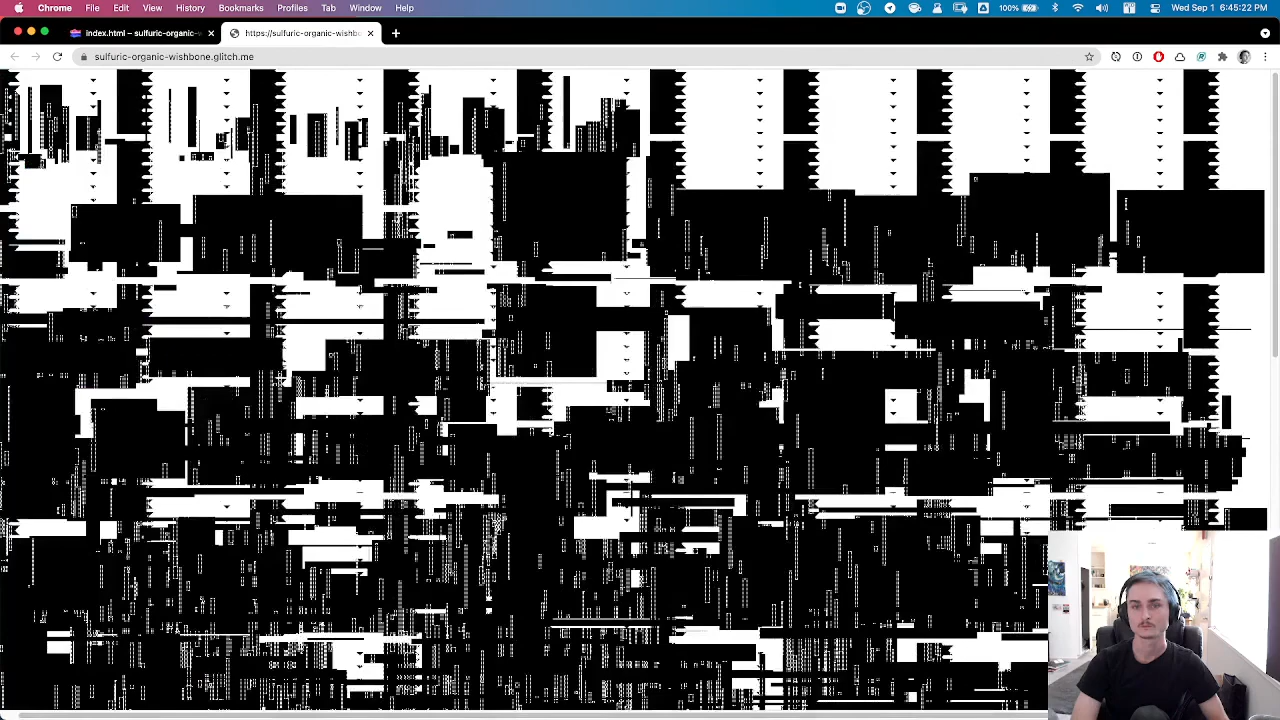 Chrome File Edit View History Bookmarks Profiles Tab Window Help 100% Wed Sep 1 6:45:22 PM
index.html – sulfuric-organic-w
https://sulfuric-organic-wishbo
sulfuric-organic-wishbone.glitch.me